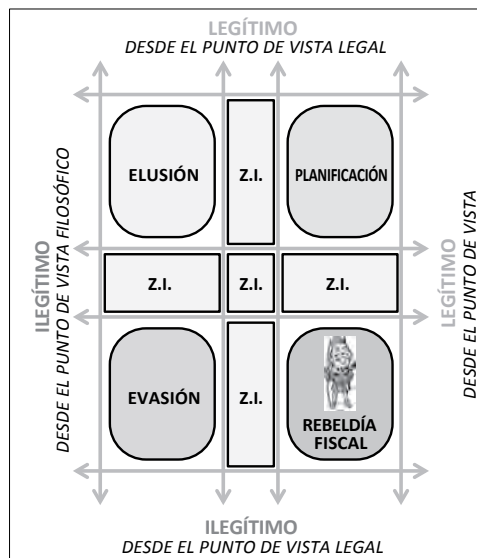 LEGÍTIMO
DESDE EL PUNTO DE VISTA LEGAL
ILEGÍTIMO
DESDE EL PUNTO DE VISTA FILOSÓFICO
ELUSIÓN
Z.I.
PLANIFICACIÓN
Z.I.
Z.I.
Z.I.
EVASIÓN
Z.I.
REBELDÍA
FISCAL
LEGÍTIMO
DESDE EL PUNTO DE VISTA
ILEGÍTIMO
DESDE EL PUNTO DE VISTA LEGAL